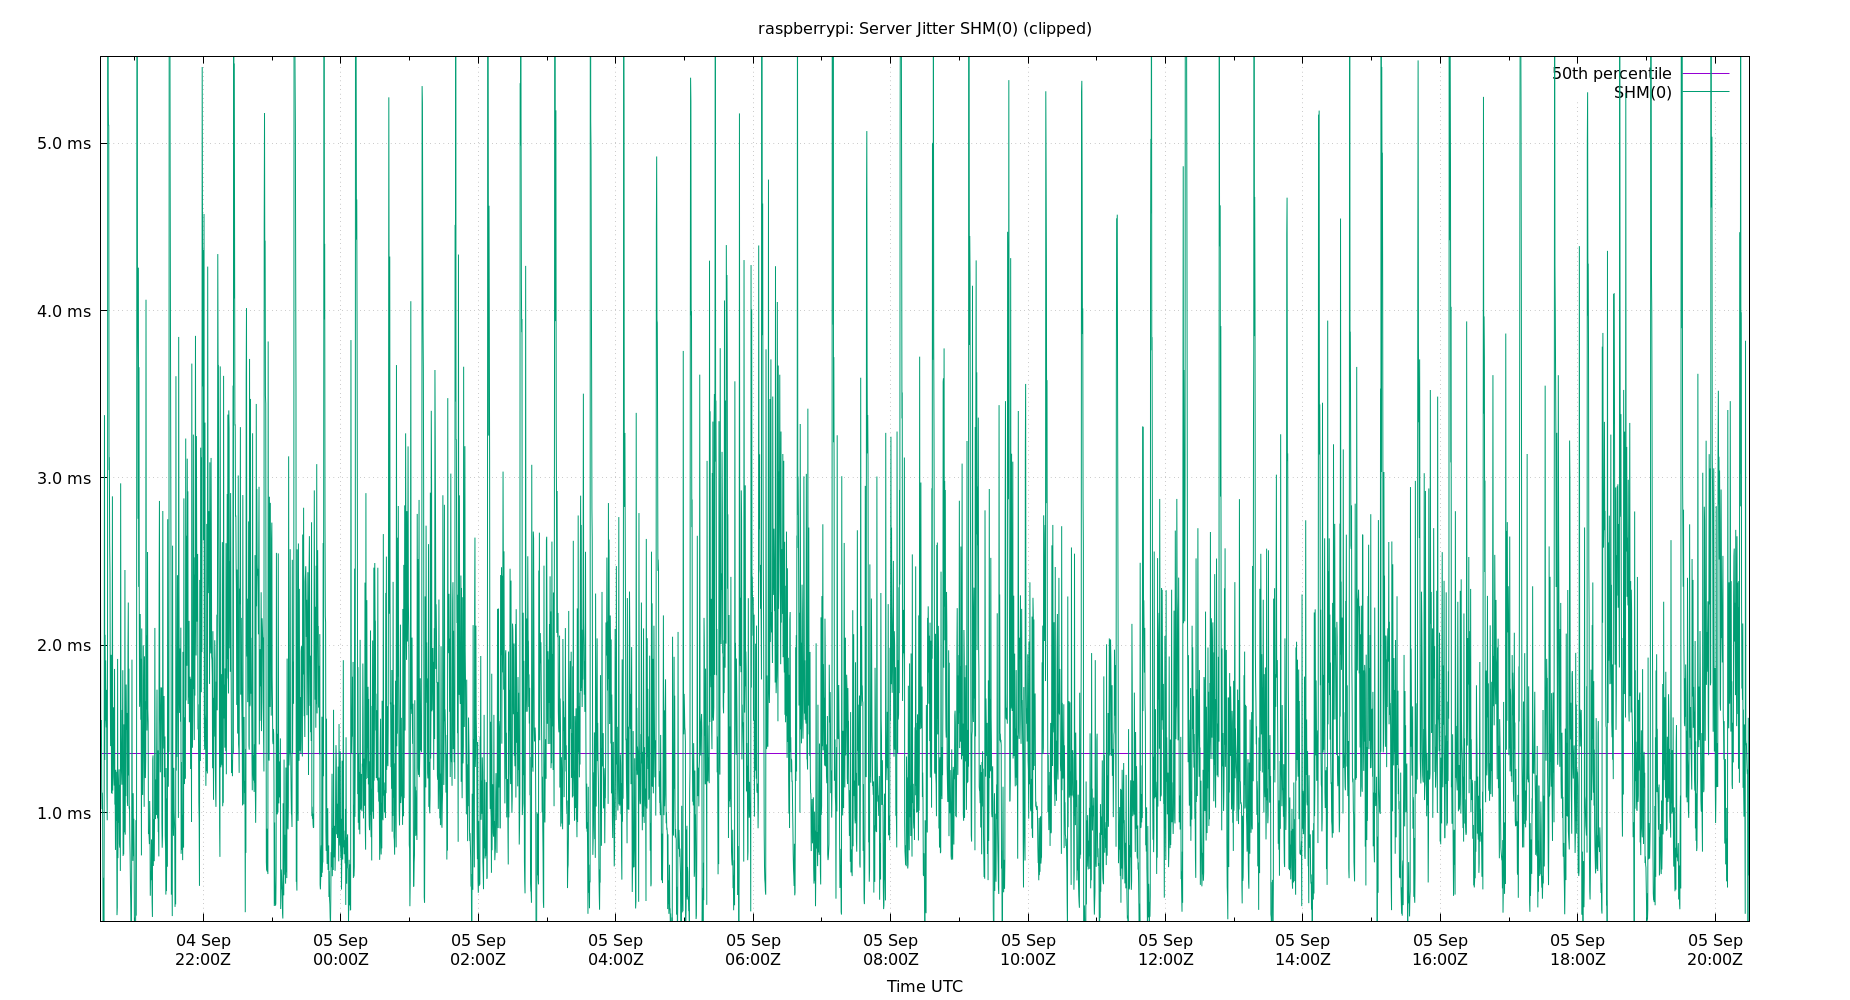 raspberrypi: Server Jitter SHM(0) (clipped)
50th percentile
SHM(0)
5.0 ms
4.0 ms
3.0 ms
2.0 ms
1.0 ms
04 Sep 05 Sep 05 Sep 05 Sep 05 Sep 05 Sep 05 Sep 05 Sep 05 Sep 05 Sep 05 Sep 05 Sep
22:00Z 00:00Z 02:00Z 04:00Z 06:00Z 08:00Z 10:00Z 12:00Z 14:00Z 16:00Z 18:00Z 20:00Z
Time UTC